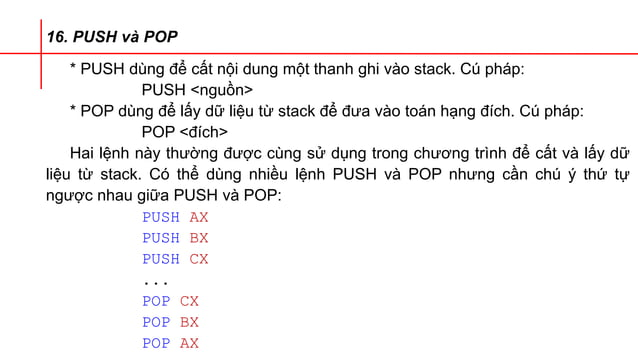 16. PUSH và POP
* PUSH dùng để cất nội dung một thanh ghi vào stack. Cú pháp:
PUSH <nguồn>
* POP dùng để lấy dữ liệu từ stack để đưa vào toán hạng đích. Cú pháp:
POP <đích>
Hai lệnh này thường được cùng sử dụng trong chương trình để cất và lấy dữ
liệu từ stack. Có thể dùng nhiều lệnh PUSH và POP nhưng cần chú ý thứ tự
ngược nhau giữa PUSH và POP:
PUSH AX
PUSH BX
PUSH CX
...
POP CX
POP BX
POP AX